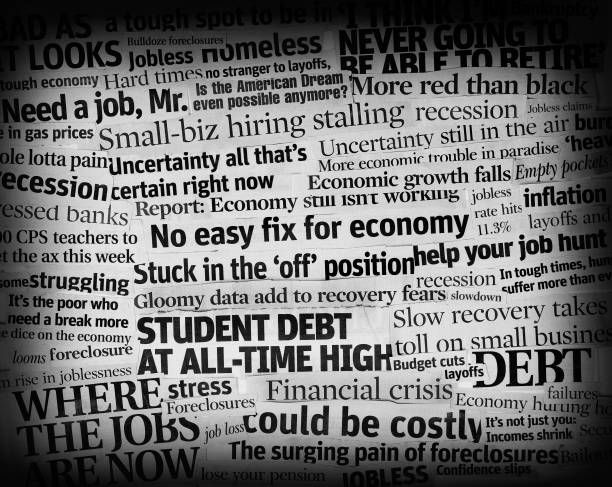 BAD AS
a tough spot to be in
'I THINK I'M
Bankruptcy
IT LOOKS
Bulldoze foreclosures
Jobless
Homeless
NEVER GOING TO
BE ABLE TO RETIRE'
tough economy
Hard times
no stranger to layoffs,
Is the American Dream
even possible anymore?
More red than black
Need a job, Mr.
e in gas prices
Small-biz hiring stalling
recession
Jobless claims
ole lotta pain
Uncertainty all that's
certain right now
Uncertainty still in the air
burd
More economic trouble in paradise
'heav
recession
Economic growth falls
Empty pockets
essed banks
Report: Economy still isn't working
jobless
rate hits
11.3%
inflation
layoffs and
00 CPS teachers to
et the ax this week
No easy fix for economy
help your job hunt
some
struggling
Stuck in the 'off' position
recession
In tough times, hum
suffer more than ev
It's the poor who
need a break more
Gloomy data add to recovery fears
slowdown
e dice on the economy
STUDENT DEBT
AT ALL-TIME HIGH
Slow recovery takes
toll on small business
looms
foreclosure
n rise in joblessness
Budget cuts
layoffs
DEBT
WHERE
THE JOBS
ARE NOW
stress
Foreclosures
Financial crisis
Economy hurting
failures
job loss
could be costly
It's not just you:
Incomes shrink
The surging pain of foreclosures
lose your pension
JOBLESS
Confidence slips